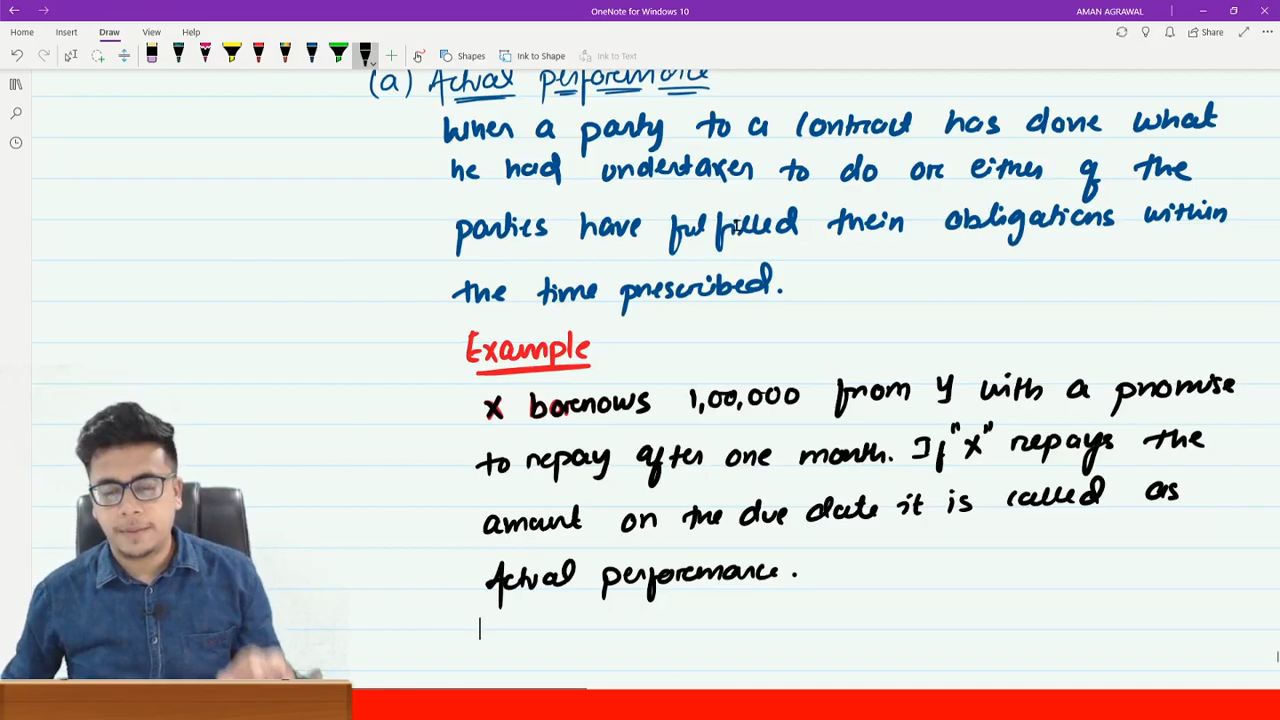 OneNote for Windows 10
AMAN AGRAWAL
Home Insert Draw View Help
Share
Shapes Ink to Shape Ink to Text
(a) Actual performance
When a party to a contract has done what
he had undertaken to do or either of the
parties have fulfilled their obligations within
the time prescribed.
Example
X borrows 1,00,000 from Y with a promise
to repay after one month. If "X" repays the
amount on the due date it is called as
Actual performance.